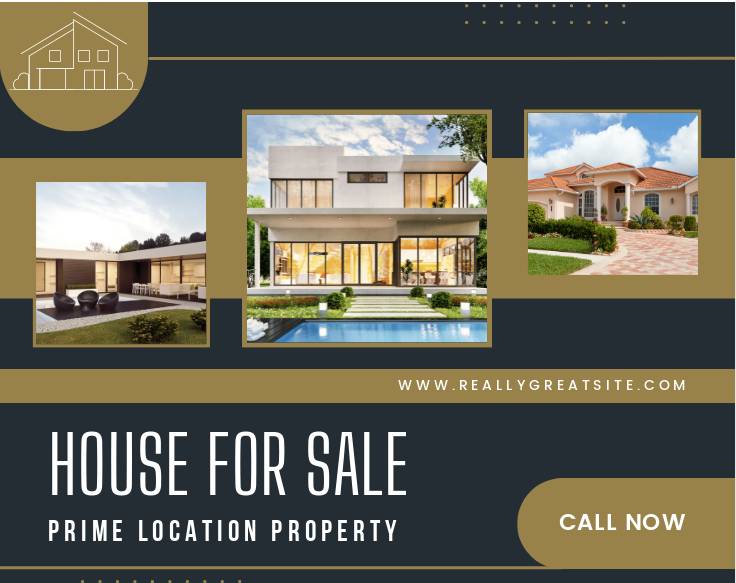 WWW.REALLYGREATSITE.COM
HOUSE FOR SALE
PRIME LOCATION PROPERTY
CALL NOW